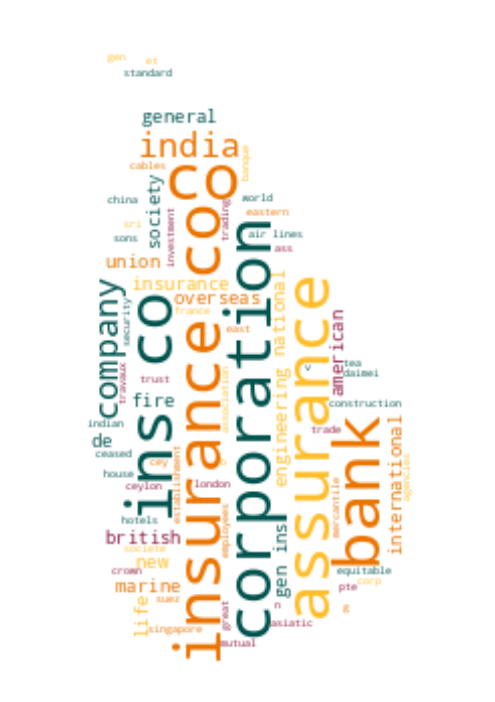 gen
et
standard
general
india
cables
banque
co
china
society
investment
trading
world
eastern
sri
sons
air lines
ass
union
insurance
overseas
france
east
national
company
security
travaux
ins co
insurance co
corporation
assurance
american
v
tea
daimei
trust
fire
association
engineering
construction
trade
indian
de
ceased
house
cey
ceylon
establishment
london
bank
international
agencies
mercantile
hotels
british
societe
new
employees
gen ins
crown
marine
equitable
corp
pte
life
suez
singapore
great
n
asiatic
mutual